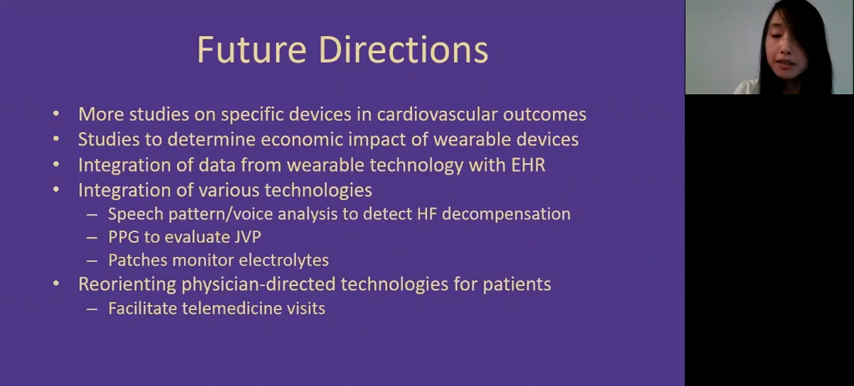 Future Directions
• More studies on specific devices in cardiovascular outcomes
• Studies to determine economic impact of wearable devices
• Integration of data from wearable technology with EHR
• Integration of various technologies
– Speech pattern/voice analysis to detect HF decompensation
– PPG to evaluate JVP
– Patches monitor electrolytes
• Reorienting physician-directed technologies for patients
– Facilitate telemedicine visits